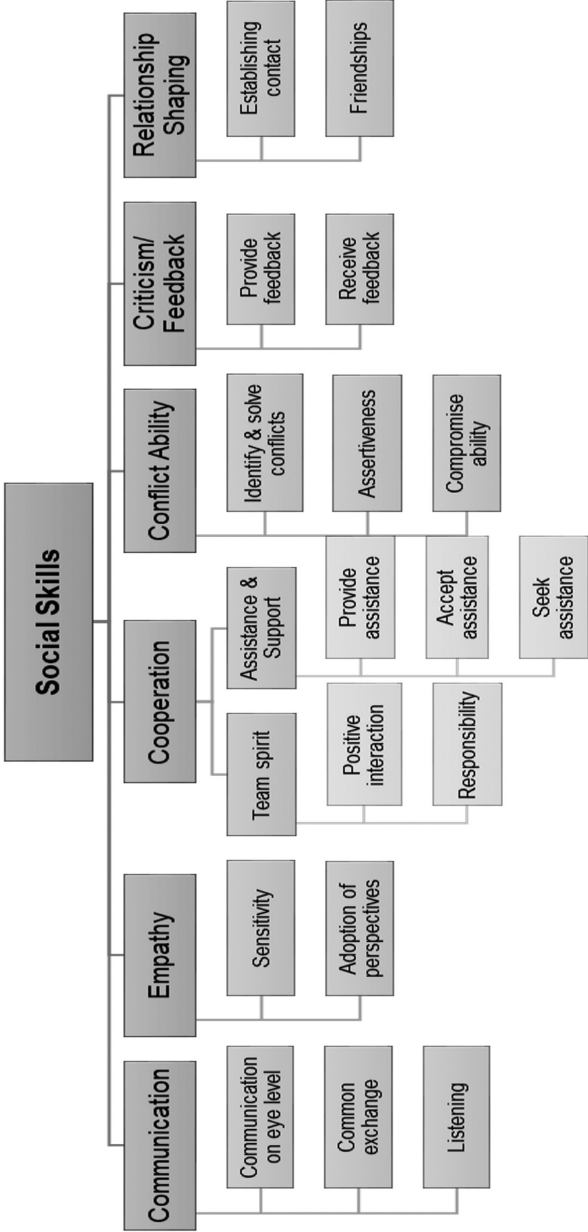 Social Skills
Communication
Communication
on eye level
Common
exchange
Listening
Empathy
Sensitivity
Adoption of
perspectives
Cooperation
Team spirit
Positive
interaction
Responsibility
Assistance &
Support
Provide
assistance
Accept
assistance
Seek
assistance
Conflict Ability
Identify & solve
conflicts
Assertiveness
Compromise
ability
Criticism/
Feedback
Provide
feedback
Receive
feedback
Relationship
Shaping
Establishing
contact
Friendships